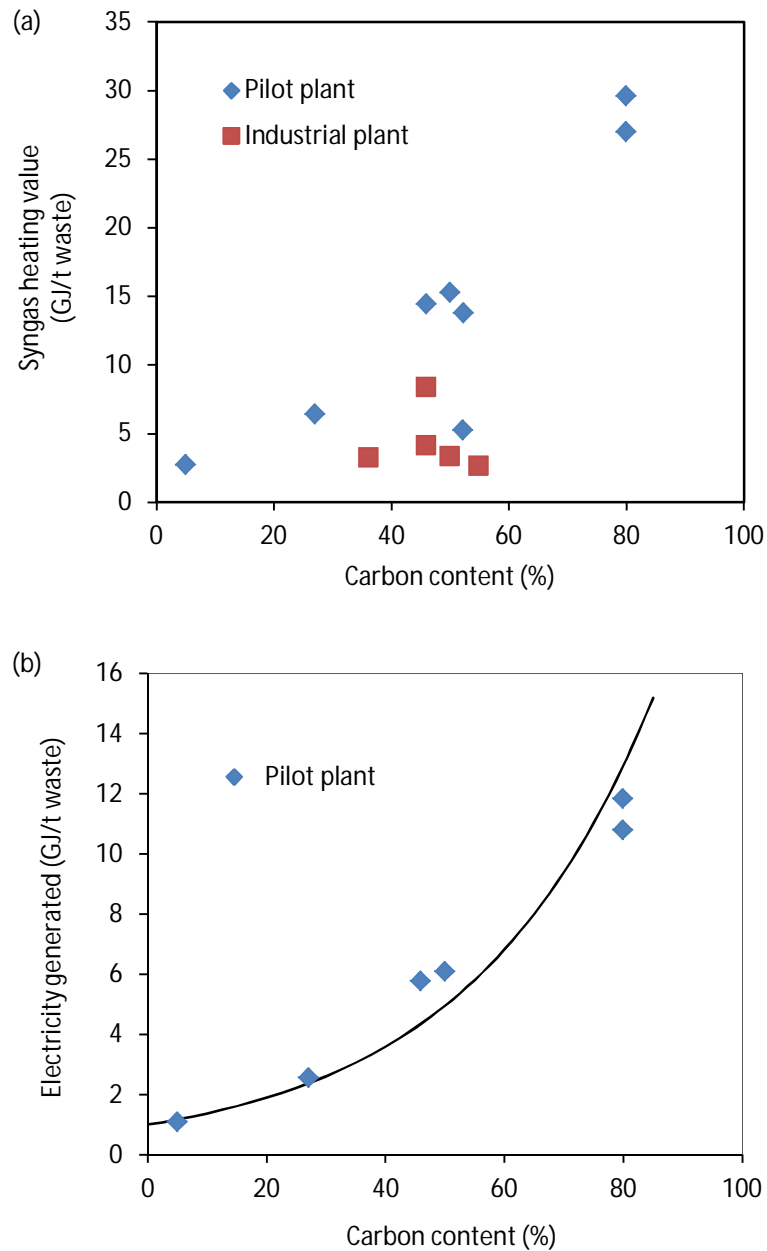 (a)
35
30
25
20
15
10
5
0
Syngas heating value
(GJ/t waste)
Pilot plant
Industrial plant
0 20 40 60 80 100
Carbon content (%)
(b)
16
14
12
10
8
6
4
2
0
Electricity generated (GJ/t waste)
Pilot plant
0 20 40 60 80 100
Carbon content (%)